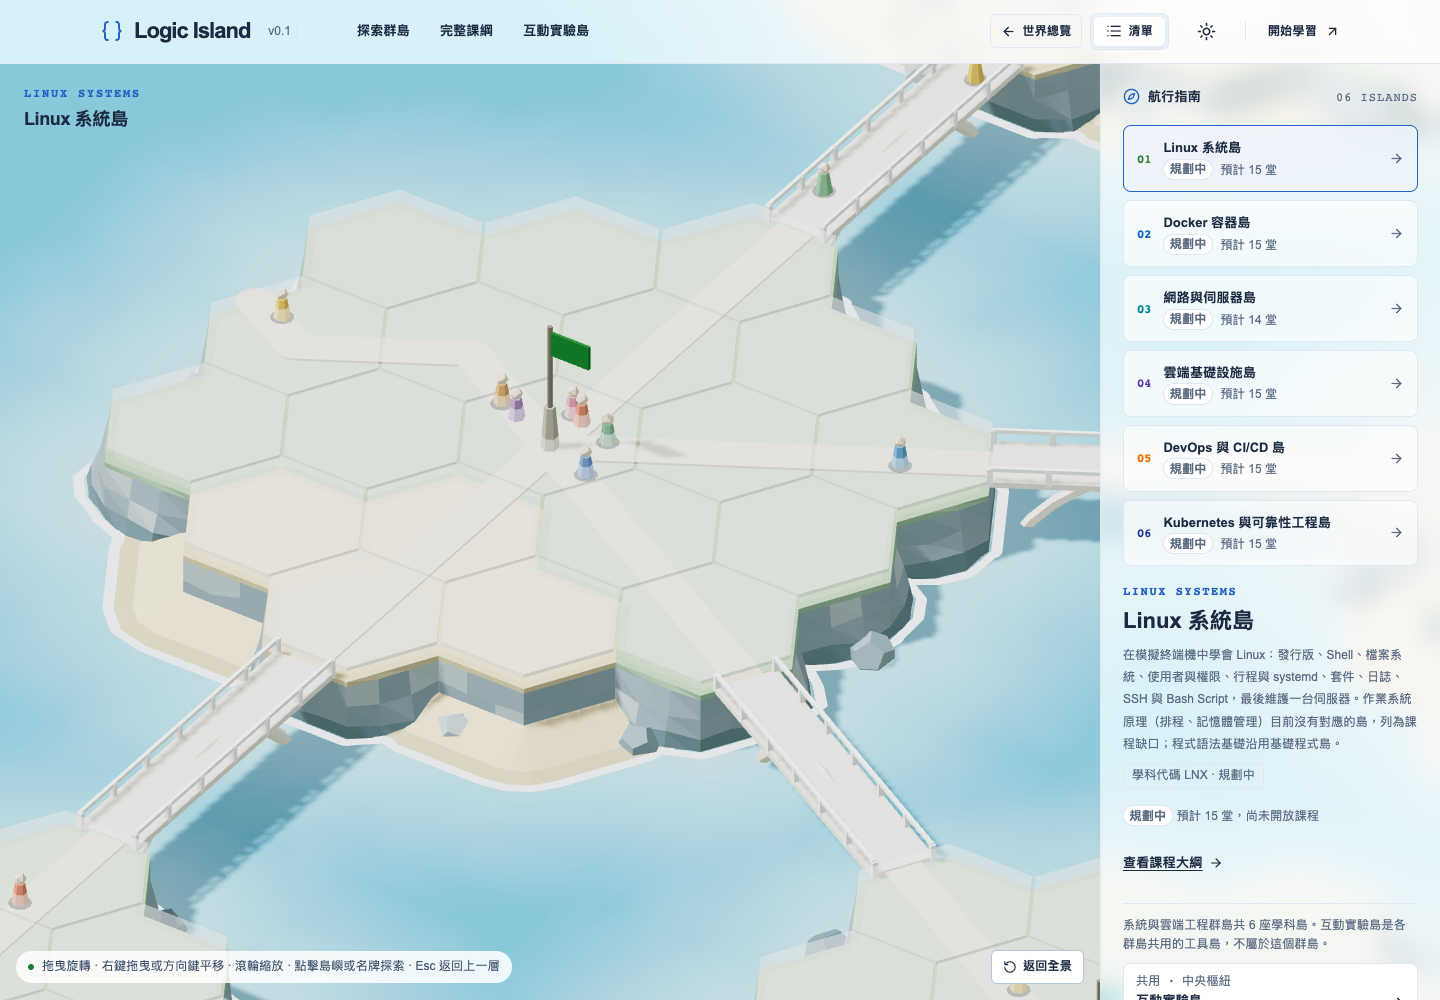 { } Logic Island v0.1 探索群島 完整課綱 互動實驗島 世界總覽 清單 開始學習
LINUX SYSTEMS
Linux 系統島
航行指南 06 ISLANDS
01 Linux 系統島
規劃中 預計 15 堂
02 Docker 容器島
規劃中 預計 15 堂
03 網路與伺服器島
規劃中 預計 14 堂
04 雲端基礎設施島
規劃中 預計 15 堂
05 DevOps 與 CI/CD 島
規劃中 預計 15 堂
06 Kubernetes 與可靠性工程島
規劃中 預計 15 堂
LINUX SYSTEMS
Linux 系統島
在模擬終端機中學會 Linux：發行版、Shell、檔案系
統、使用者與權限、行程與 systemd、套件、日誌、
SSH 與 Bash Script，最後維護一台伺服器。作業系統
原理（排程、記憶體管理）目前沒有對應的島，列為課
程缺口；程式語法基礎沿用基礎程式島。
學科代碼 LNX · 規劃中
規劃中 預計 15 堂，尚未開放課程
查看課程大綱
系統與雲端工程群島共 6 座學科島。互動實驗島是各
群島共用的工具島，不屬於這個群島。
共用 · 中央樞紐
互動實驗島
拖曳旋轉 · 右鍵拖曳或方向鍵平移 · 滾輪縮放 · 點擊島嶼或名牌探索 · Esc 返回上一層
返回全景